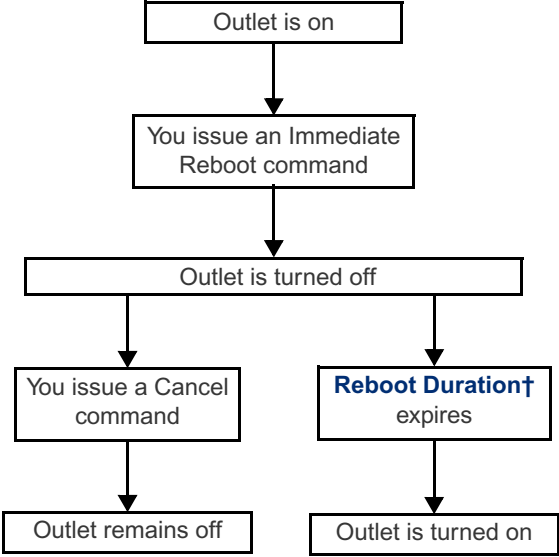 Outlet is on
You issue an Immediate
Reboot command
Outlet is turned off
You issue a Cancel
command
Reboot Duration†
expires
Outlet remains off
Outlet is turned on